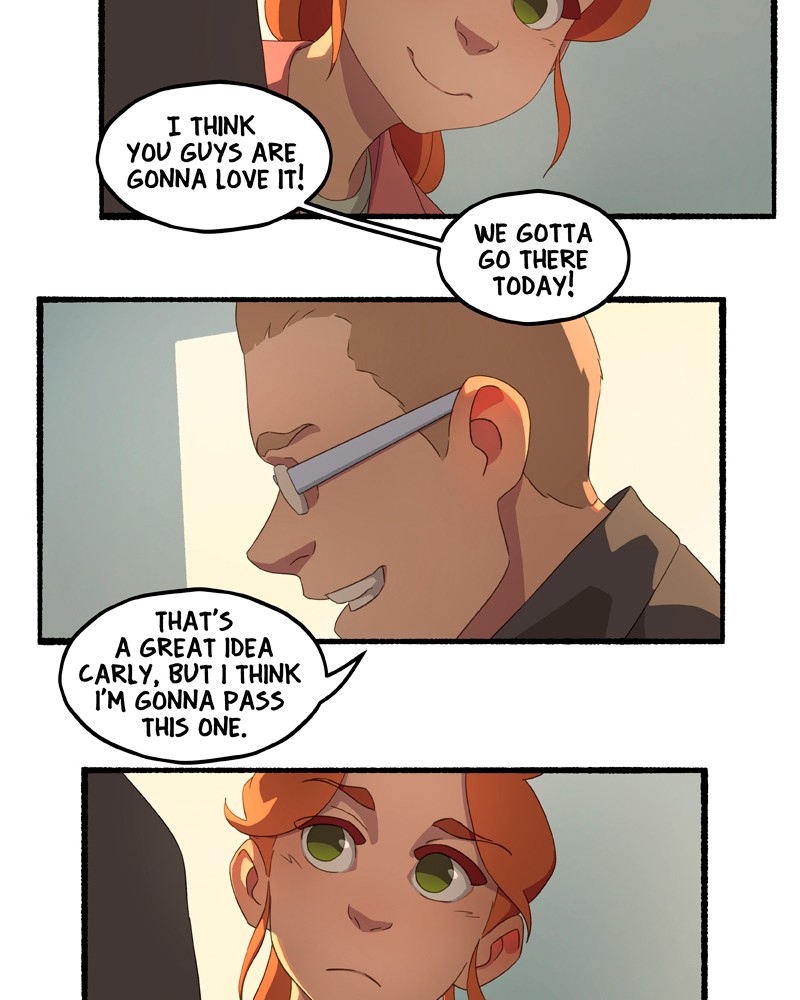 I THINK
YOU GUYS ARE
GONNA LOVE IT!
WE GOTTA
GO THERE
TODAY!
THAT'S
A GREAT IDEA
CARLY, BUT I THINK
I'M GONNA PASS
THIS ONE.